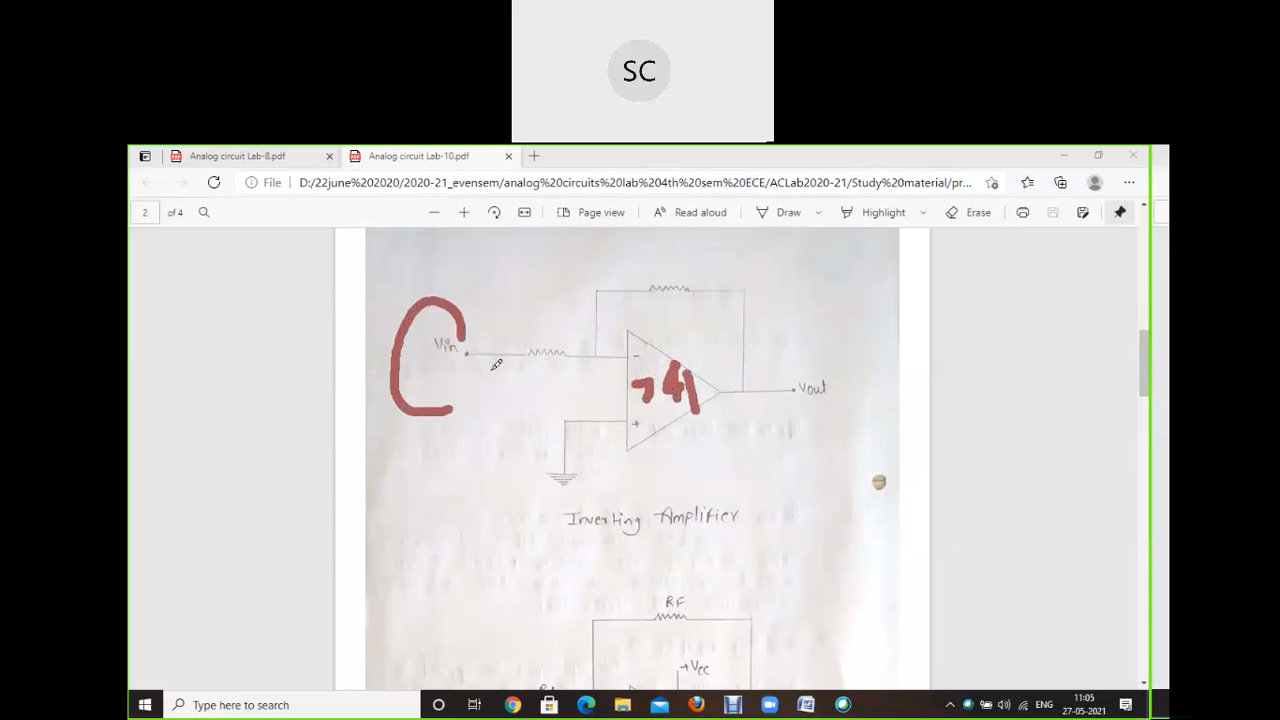 SC
Analog circuit Lab-8.pdf
Analog circuit Lab-10.pdf
File
D:/22june%202020/2020-21_evensem/analog%20circuits%20lab%204th%20sem%20ECE/ACLab2020-21/Study%20material/pr...
2 of 4
Page view
Read aloud
Draw
Highlight
Erase
Vin
-
741
Vout
+
Inverting Amplifier
RF
+Vcc
Type here to search
ENG
11:05
27-05-2021